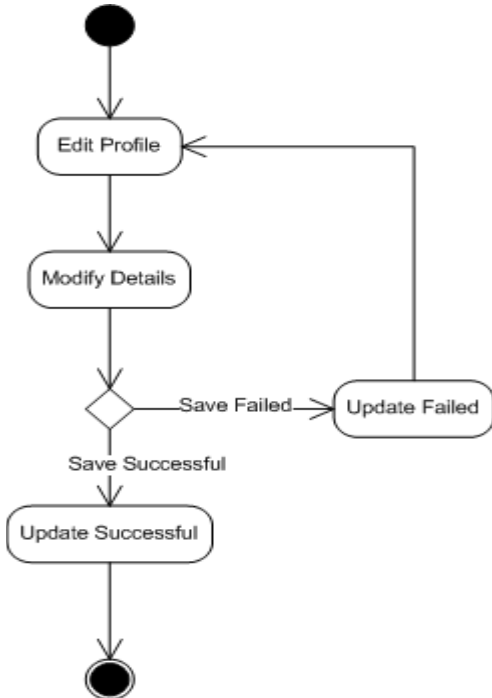 Edit Profile
Modify Details
Save Failed
Update Failed
Save Successful
Update Successful